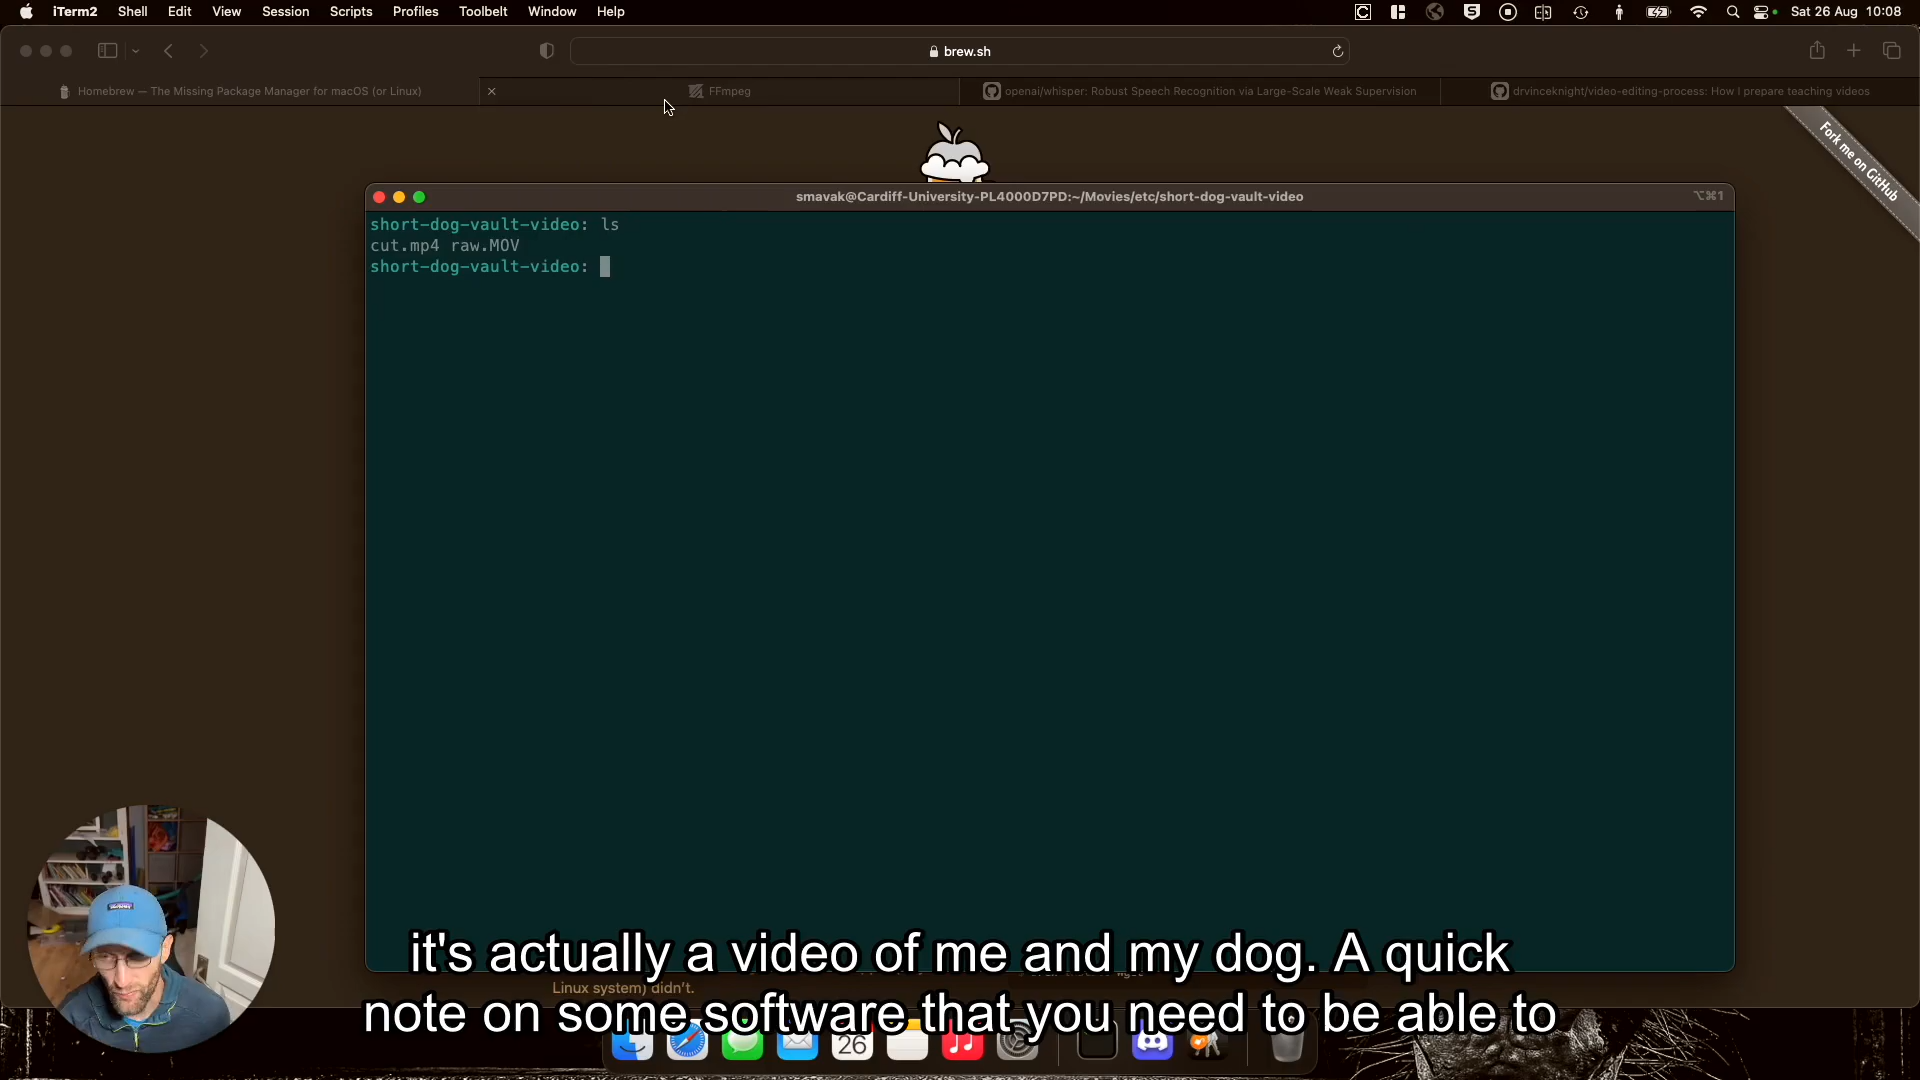 iTerm2 Shell Edit View Session Scripts Profiles Toolbelt Window Help Sat 26 Aug 10:08
brew.sh
Homebrew — The Missing Package Manager for macOS (or Linux) FFmpeg openai/whisper: Robust Speech Recognition via Large-Scale Weak Supervision drvinceknight/video-editing-process: How I prepare teaching videos
Fork me on GitHub
smavak@Cardiff-University-PL4000D7PD:~/Movies/etc/short-dog-vault-video ⌥⌘1
short-dog-vault-video: ls
cut.mp4 raw.MOV
short-dog-vault-video:
it's actually a video of me and my dog. A quick
Linux system) didn’t.
note on some software that you need to be able to
26